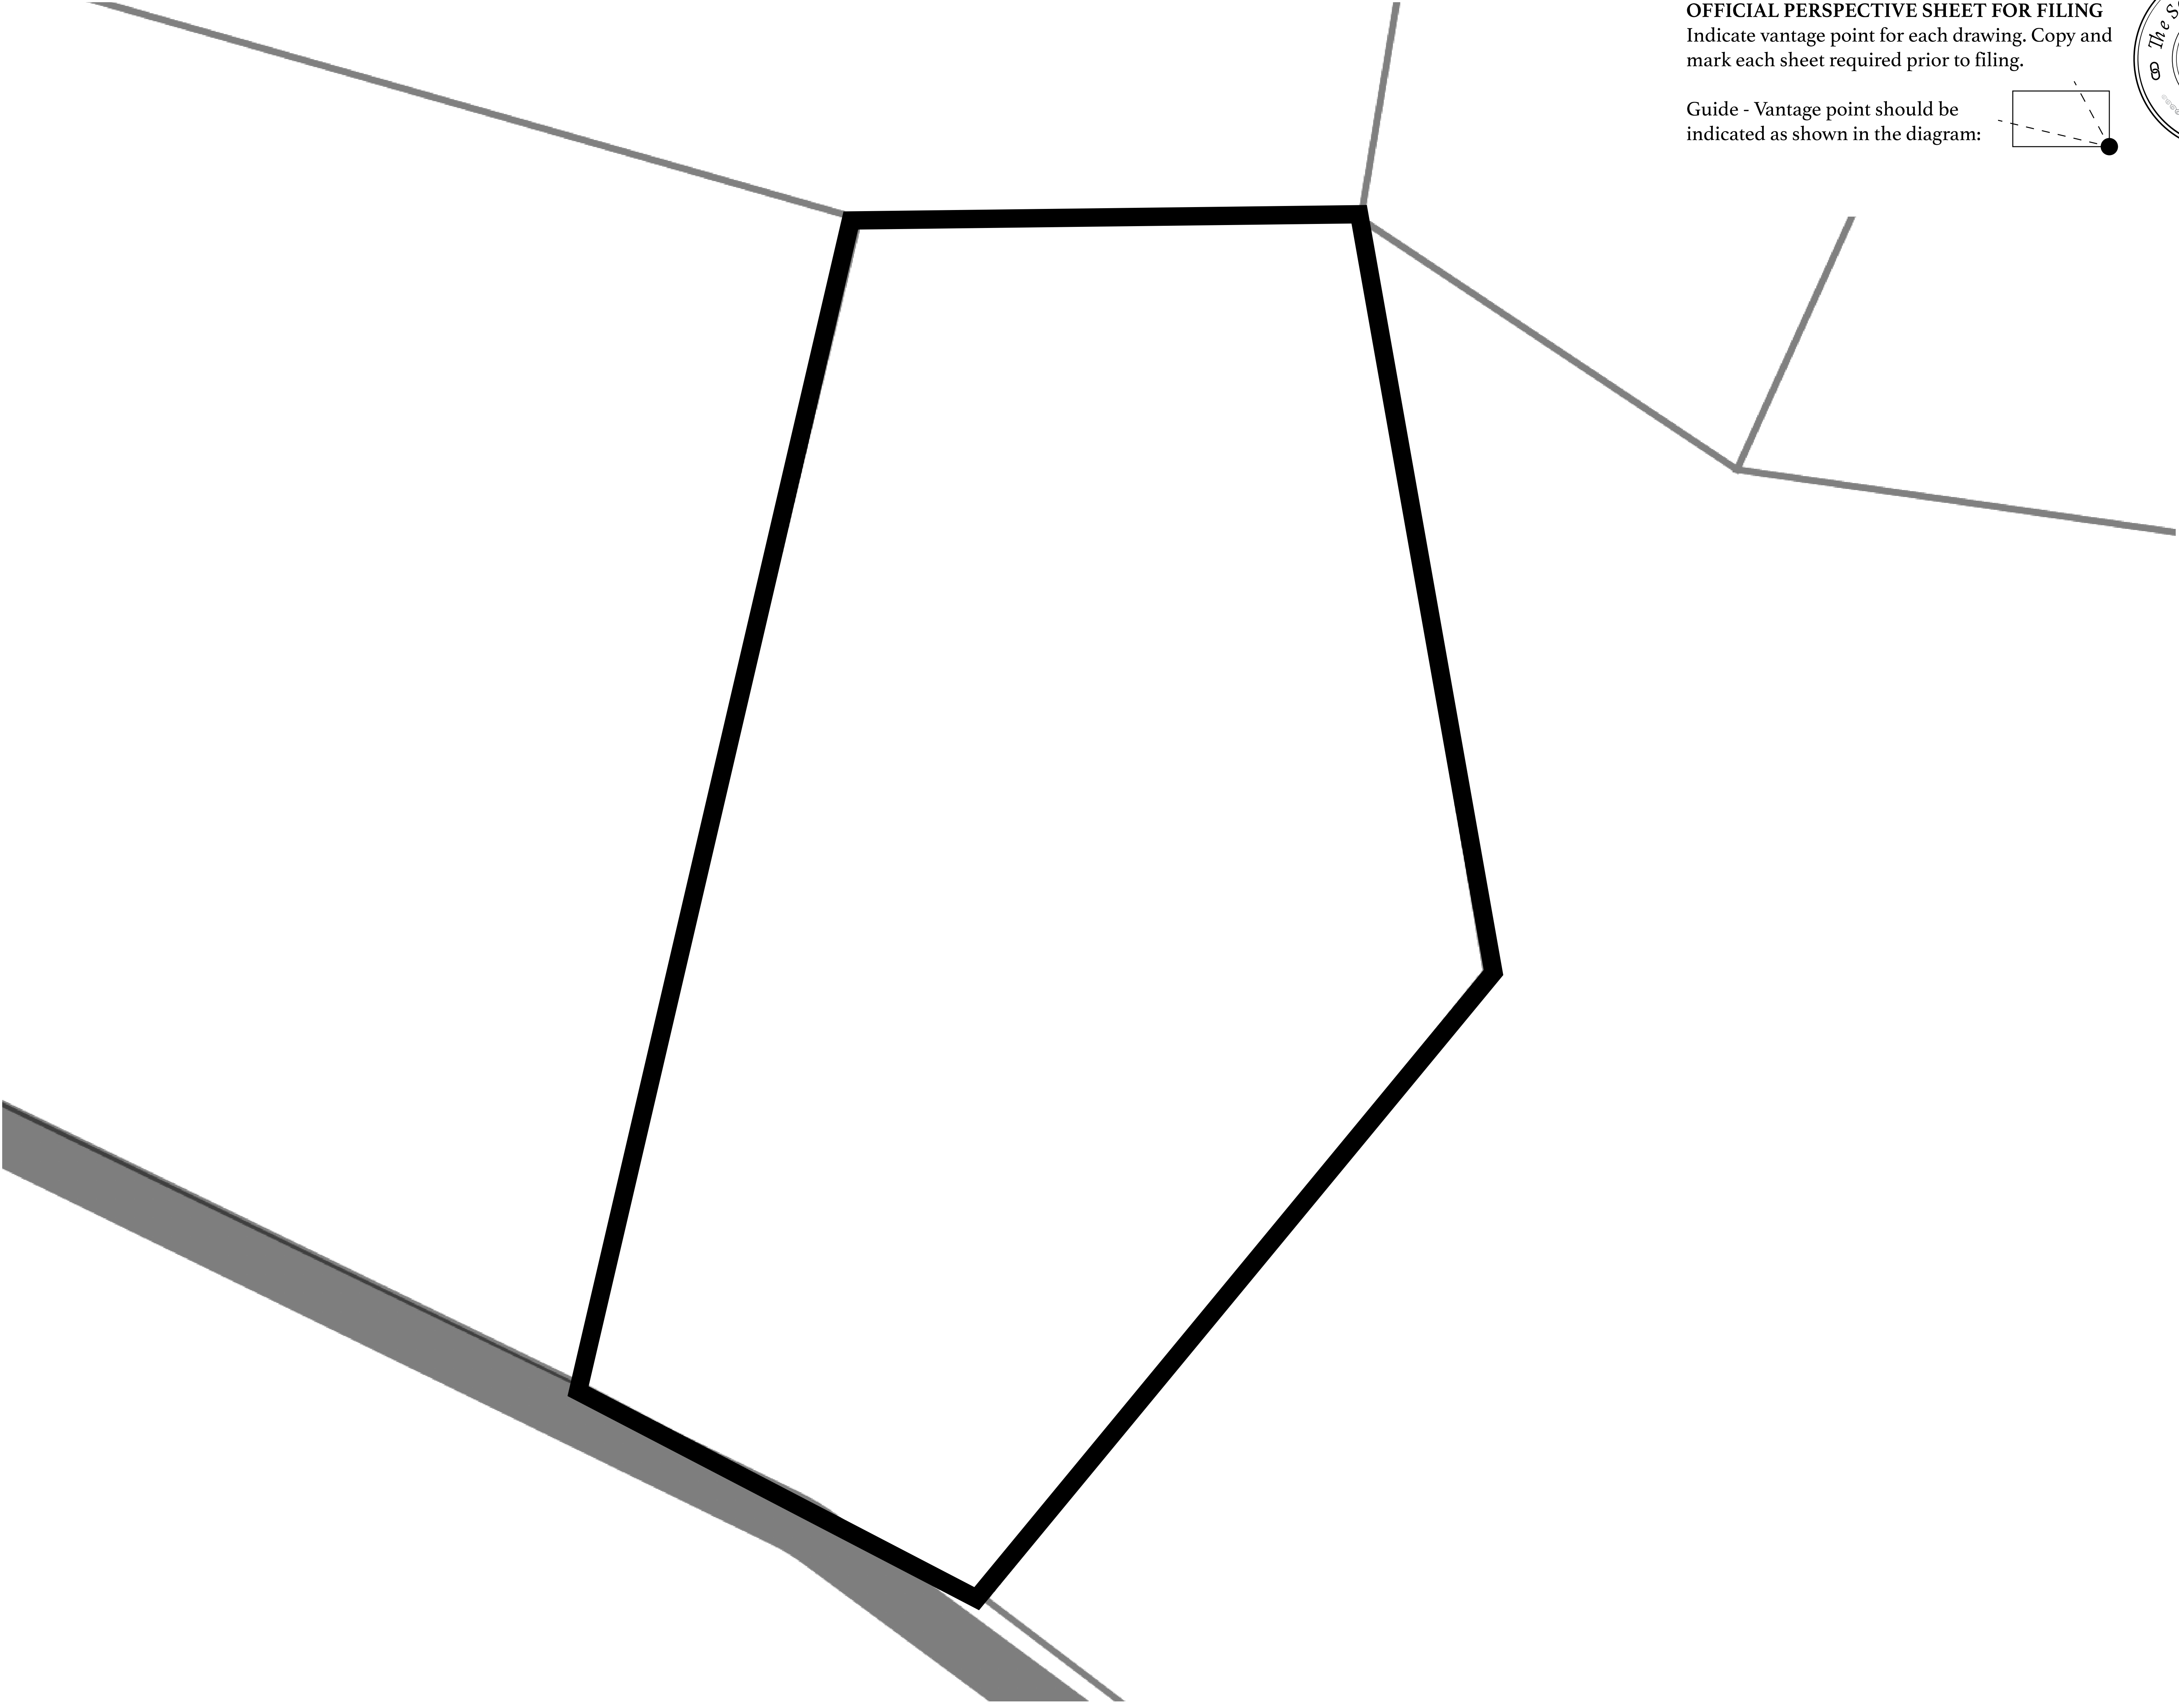 OFFICIAL PERSPECTIVE SHEET FOR FILING
Indicate vantage point for each drawing. Copy and
mark each sheet required prior to filing.
Guide - Vantage point should be
indicated as shown in the diagram:
The